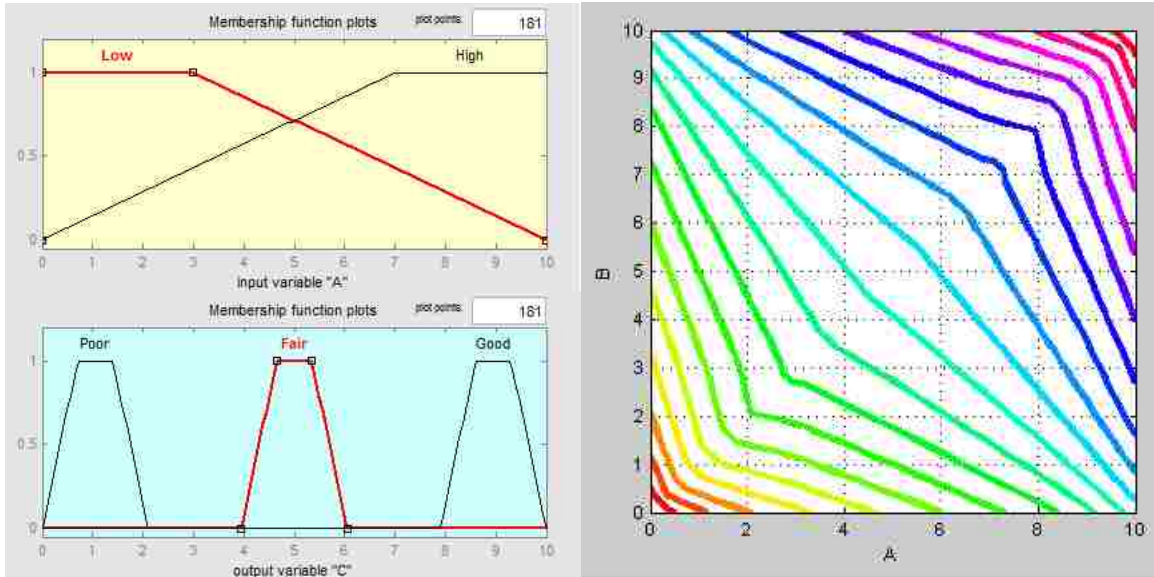 Membership function plots plot points: 181
Low High
1
0.5
0
0 1 2 3 4 5 6 7 8 9 10
input variable "A"
Membership function plots plot points: 181
Poor Fair Good
1
0.5
0
0 1 2 3 4 5 6 7 8 9 10
output variable "C"
10
9
8
7
6
5
4
3
2
1
0
B
0 2 4 6 8 10
A